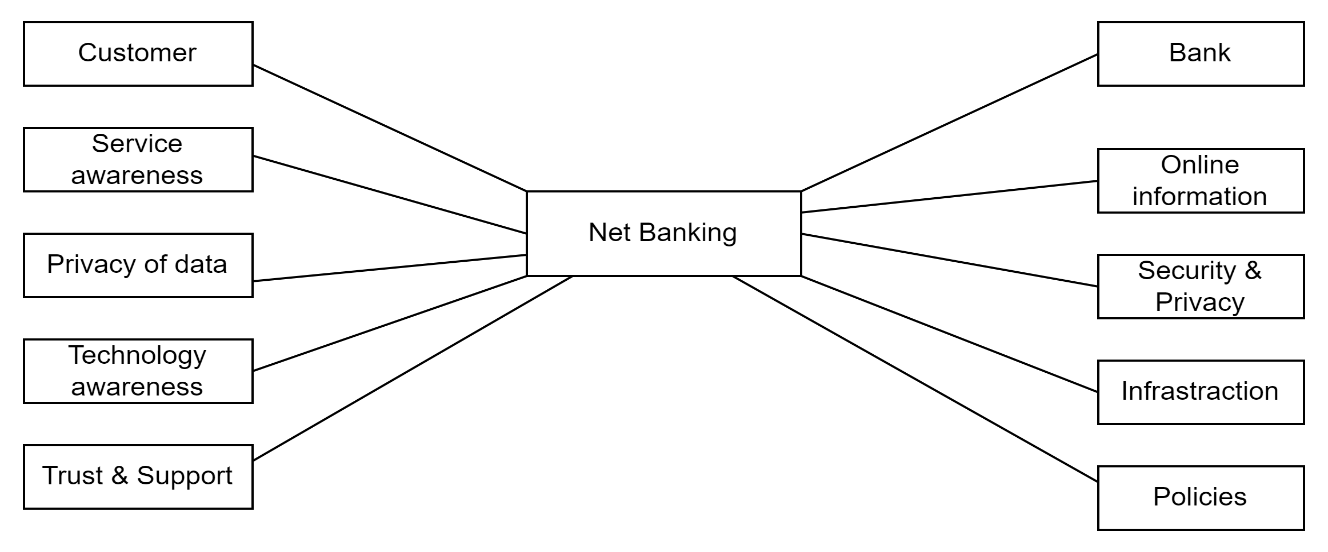 Customer
Service
awareness
Privacy of data
Technology
awareness
Trust & Support
Net Banking
Bank
Online
information
Security &
Privacy
Infrastraction
Policies